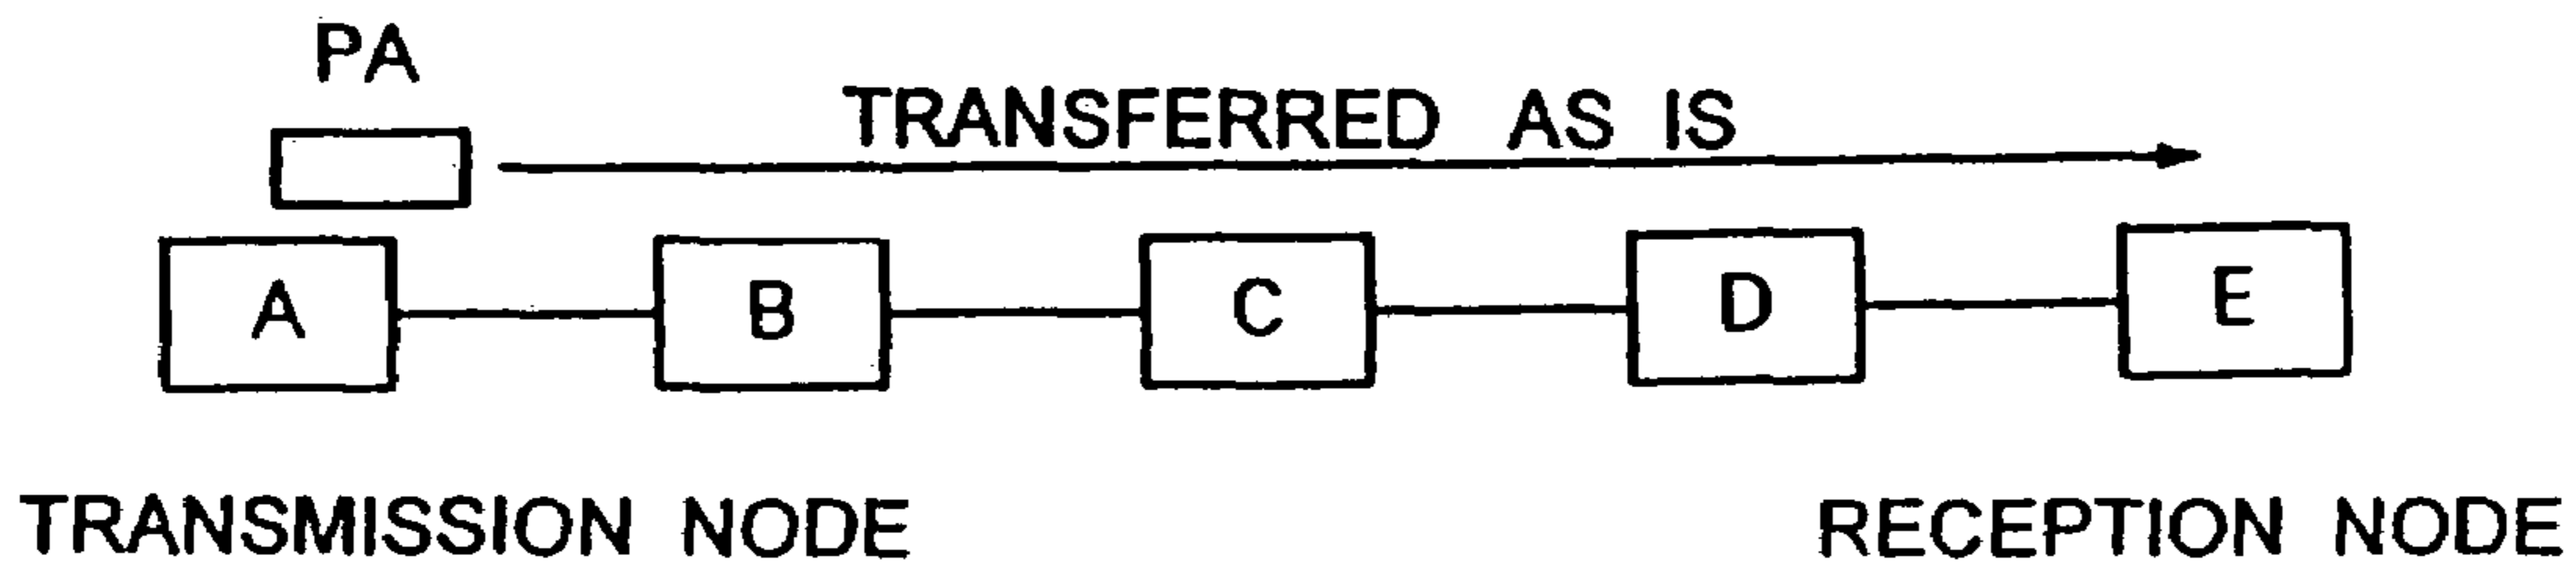 PA
TRANSFERRED AS IS
A B C D E
TRANSMISSION NODE RECEPTION NODE